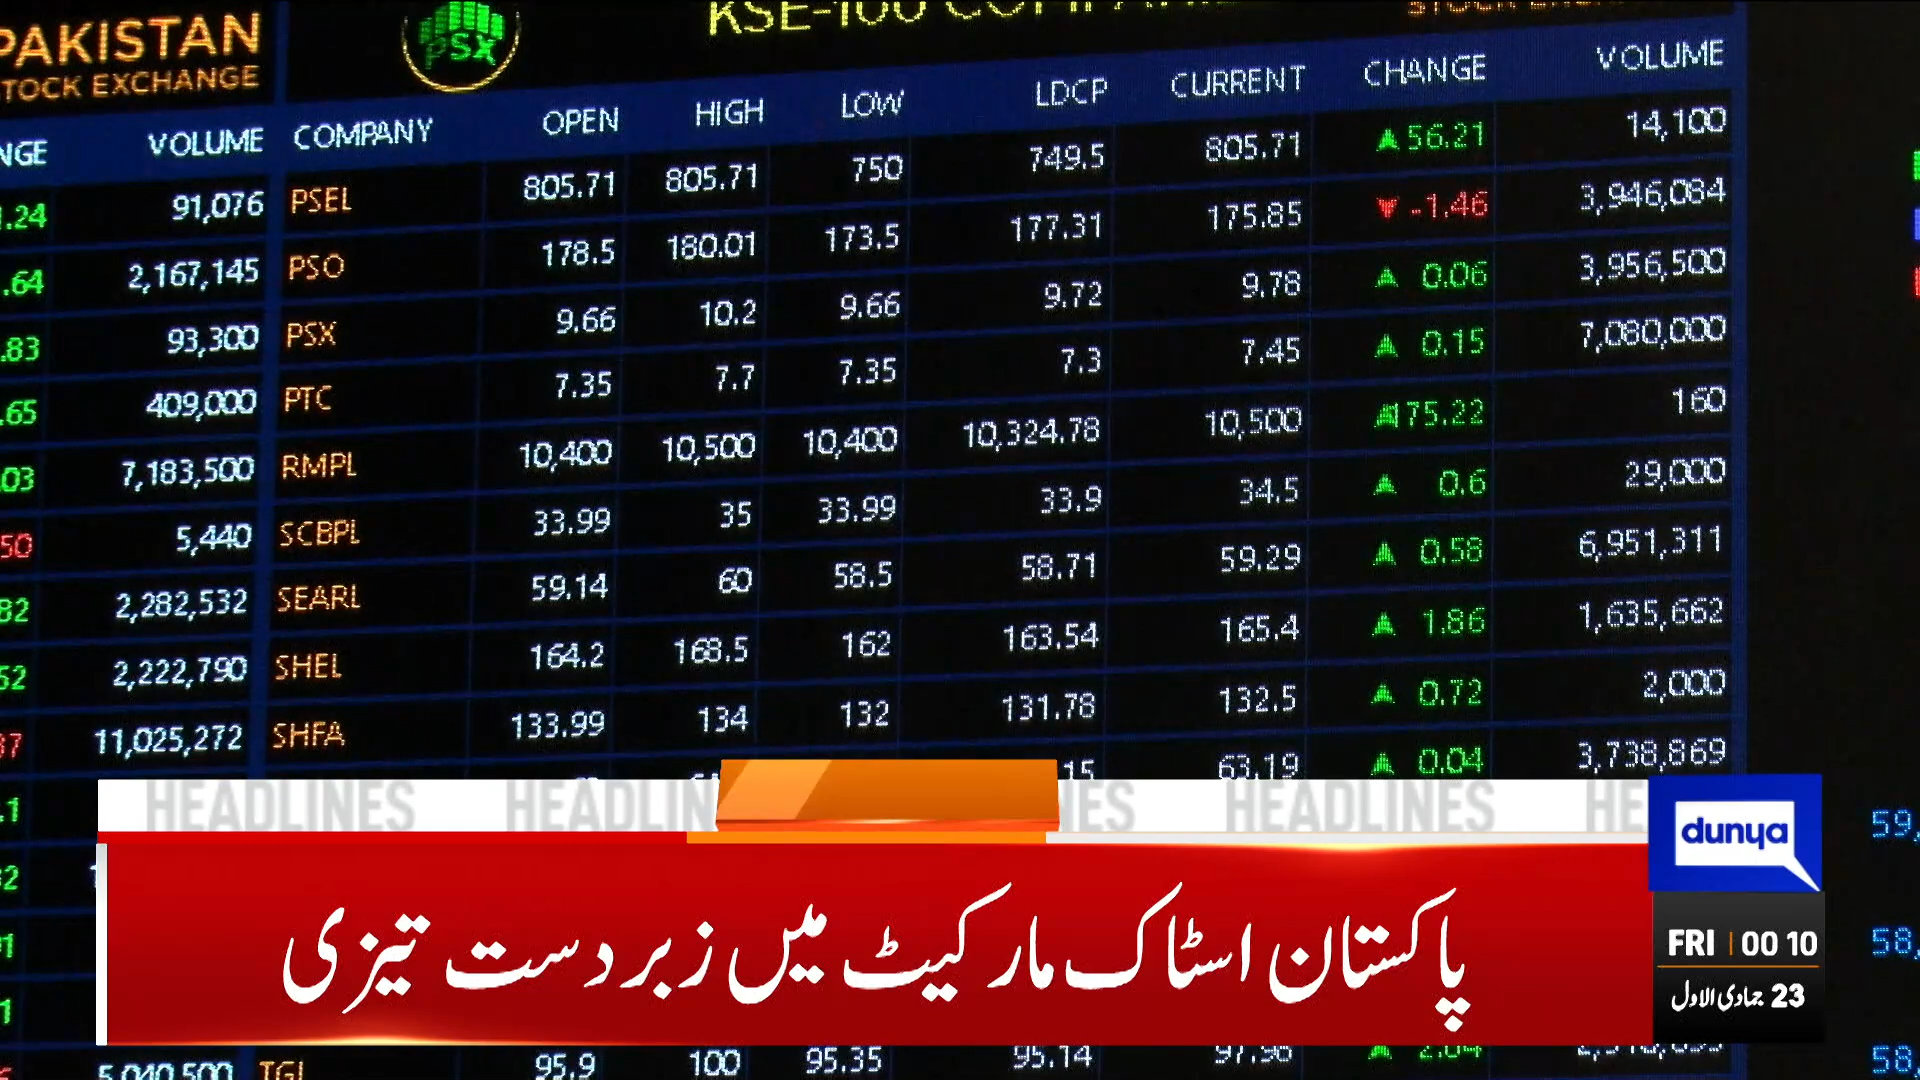 PAKISTAN
STOCK EXCHANGE
PSX
KSE-100
VOLUME COMPANY OPEN HIGH LOW LDCP CURRENT CHANGE VOLUME
91,076 PSEL 805.71 805.71 750 749.5 805.71 56.21 14,100
2,167,145 PSO 178.5 180.01 173.5 177.31 175.85 -1.46 3,946,084
93,300 PSX 9.66 10.2 9.66 9.72 9.78 0.06 3,956,500
409,000 PTC 7.35 7.7 7.35 7.3 7.45 0.15 7,080,000
7,183,500 RMPL 10,400 10,500 10,400 10,324.78 10,500 175.22 160
5,440 SCBPL 33.99 35 33.99 33.9 34.5 0.6 29,000
2,282,532 SEARL 59.14 60 58.5 58.71 59.29 0.58 6,951,311
2,222,790 SHEL 164.2 168.5 162 163.54 165.4 1.86 1,635,662
11,025,272 SHFA 133.99 134 132 131.78 132.5 0.72 2,000
63.19 0.04 3,738,869
HEADLINES HEADLINES HEADLINES
dunya
پاکستان اسٹاک مارکیٹ میں زبردست تیزی
FRI 00 10
23 جمادی الاول
TGL 95.9 100 95.35 95.14 97.98 2.84